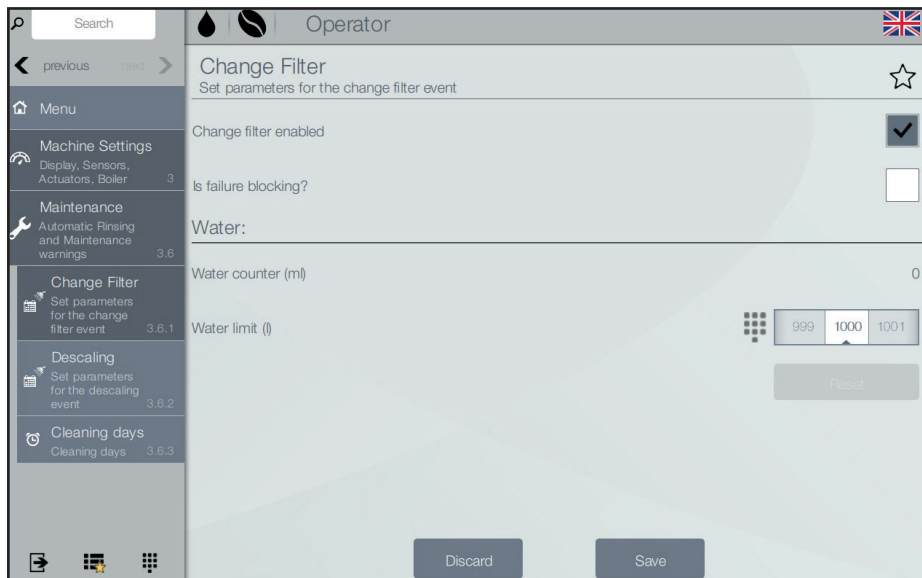 Search
Operator
previous
next
Menu
Machine Settings
Display, Sensors,
Actuators, Boiler 3
Maintenance
Automatic Rinsing
and Maintenance
warnings 3.6
Change Filter
Set parameters
for the change
filter event 3.6.1
Descaling
Set parameters
for the descaling
event 3.6.2
Cleaning days
Cleaning days 3.6.3
Change Filter
Set parameters for the change filter event
Change filter enabled
Is failure blocking?
Water:
Water counter (ml) 0
Water limit (l) 999 1000 1001
Reset
Discard Save